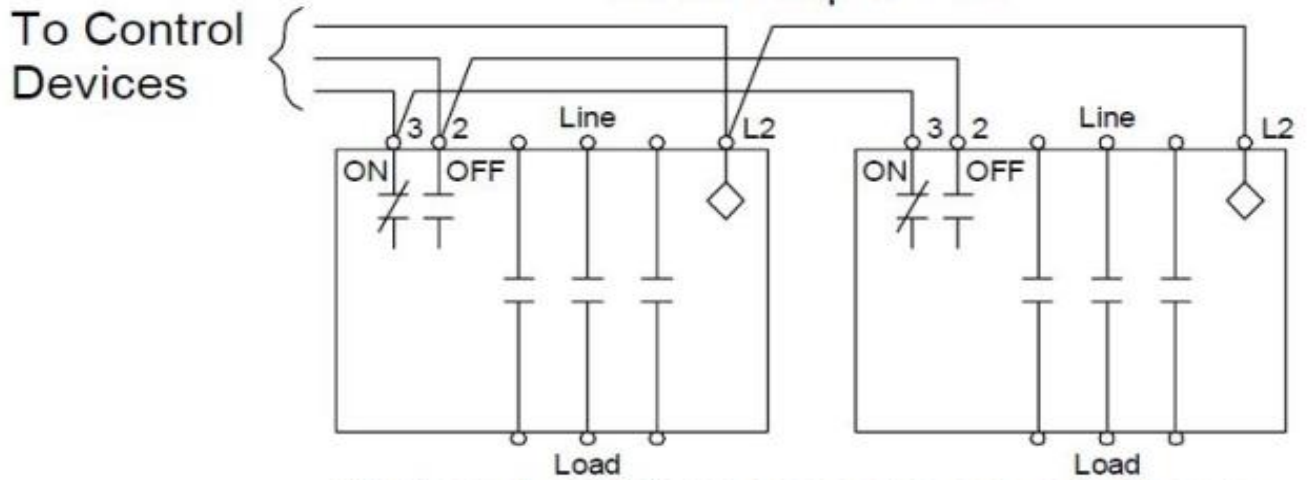 To Control
Devices
3 2 Line L2
ON OFF
3 2 Line L2
ON OFF
Load
Load